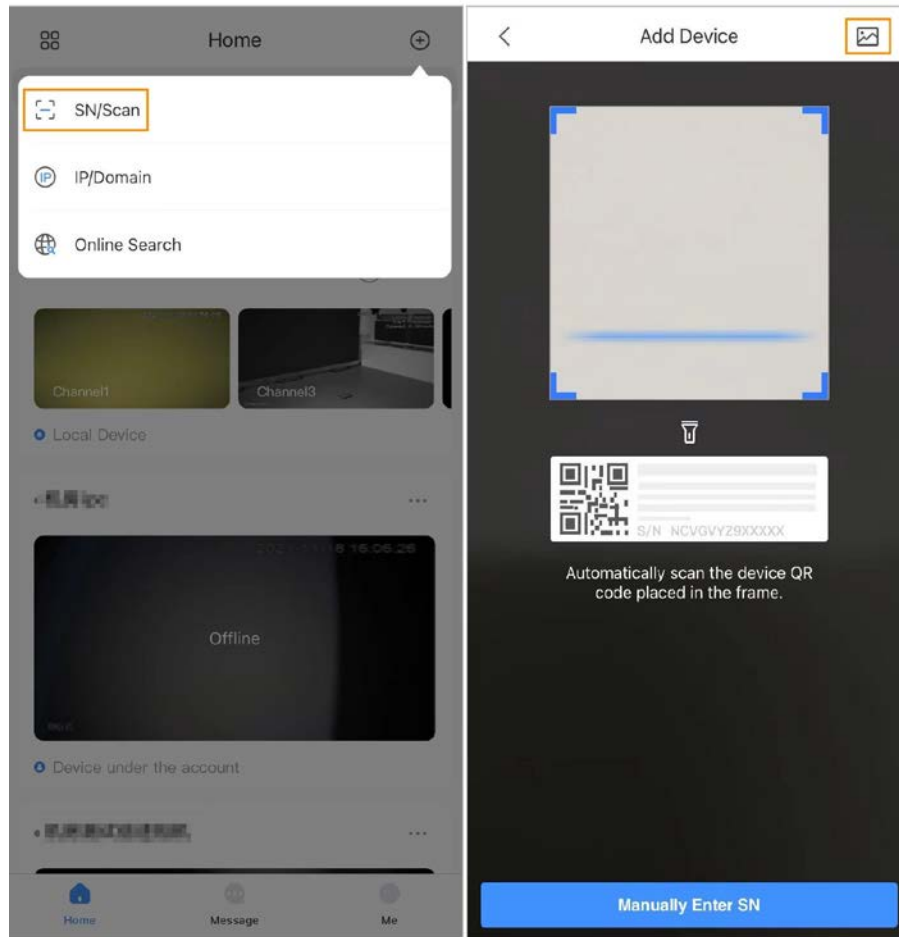 Home
SN/Scan
IP/Domain
Online Search
Channel1
Channel3
Local Device
ipc
Offline
Device under the account
Home
Message
Me
Add Device
S/N NCVGVYZ9XXXXX
Automatically scan the device QR
code placed in the frame.
Manually Enter SN